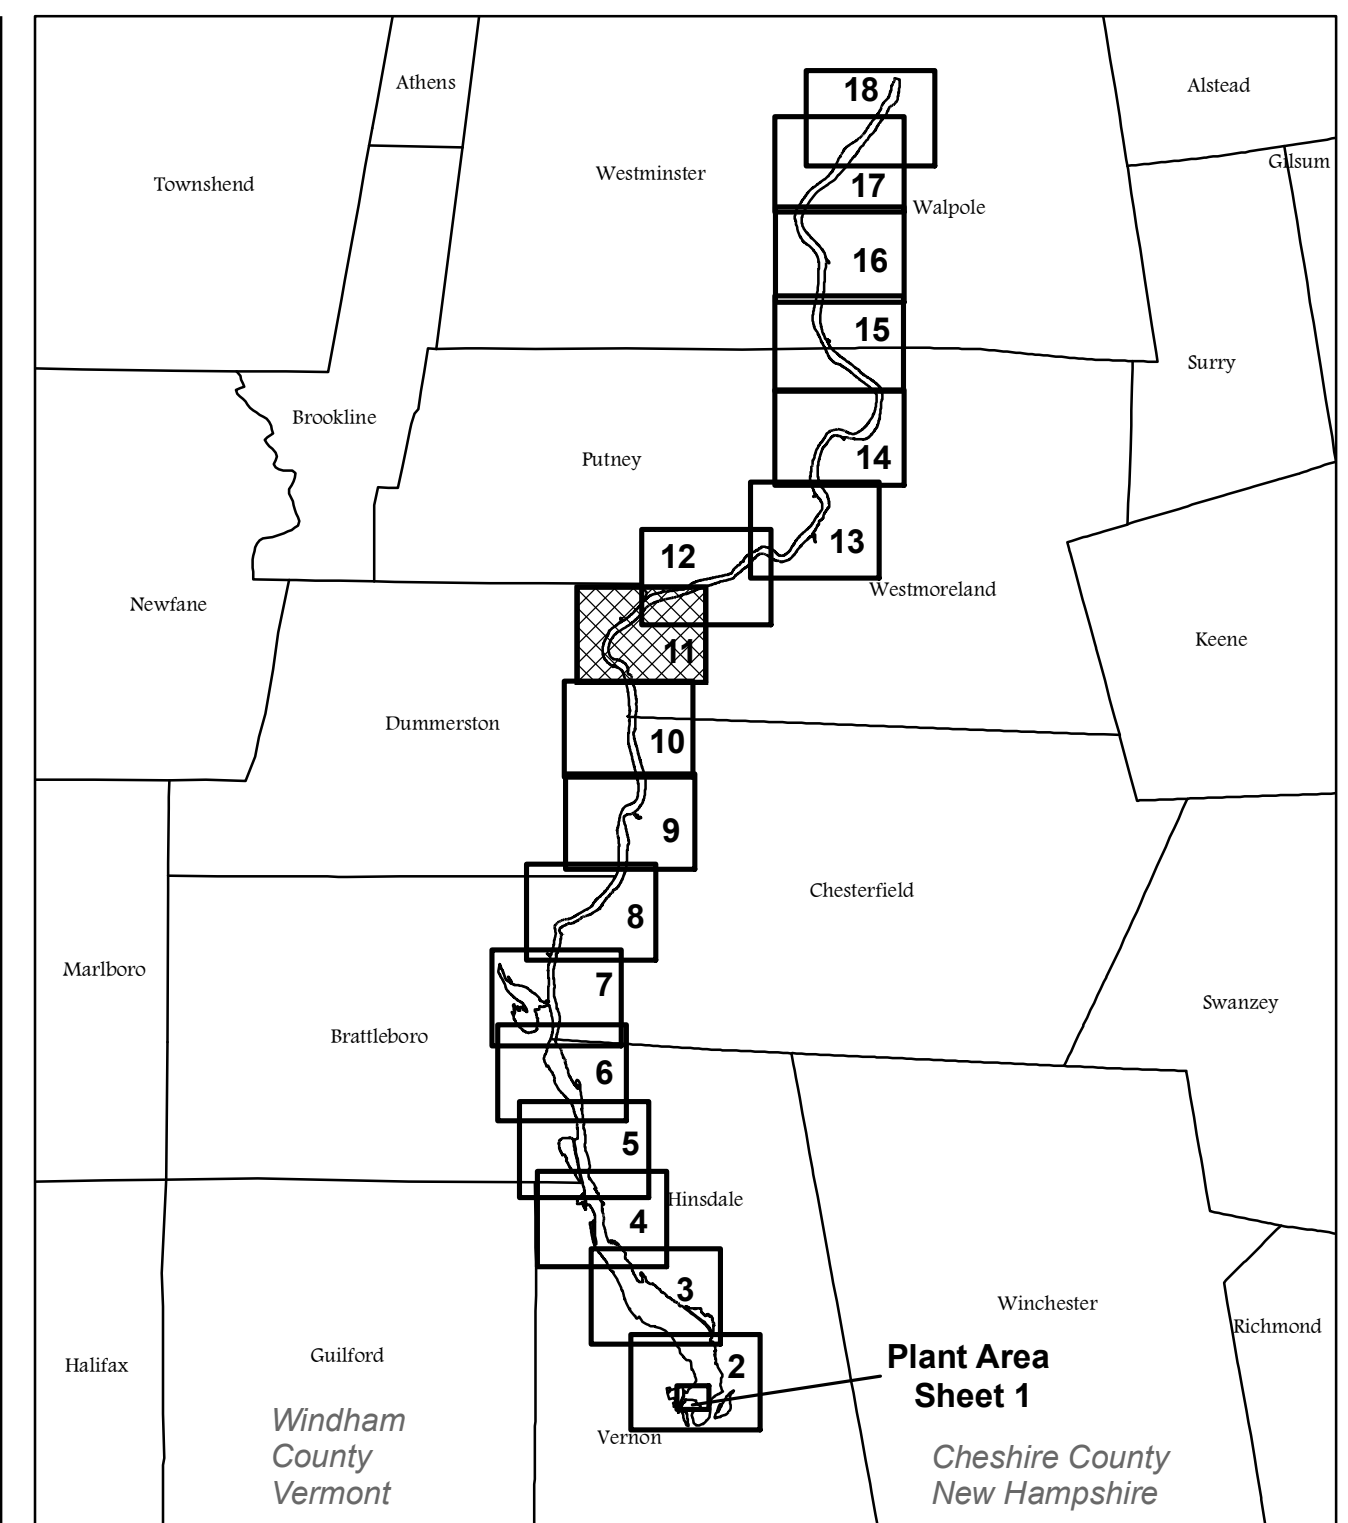 Athens
18
Alstead
Gilsum
Townshend
Westminster
17
Walpole
16
15
Surry
Brookline
Putney
14
13
12
Newfane
Westmoreland
Keene
11
Dummerston
10
9
Chesterfield
8
Marlboro
7
Swanzey
Brattleboro
6
5
Hinsdale
4
3
Winchester
Richmond
Halifax
Guilford
2
Plant Area
Sheet 1
Vernon
Windham
County
Vermont
Cheshire County
New Hampshire